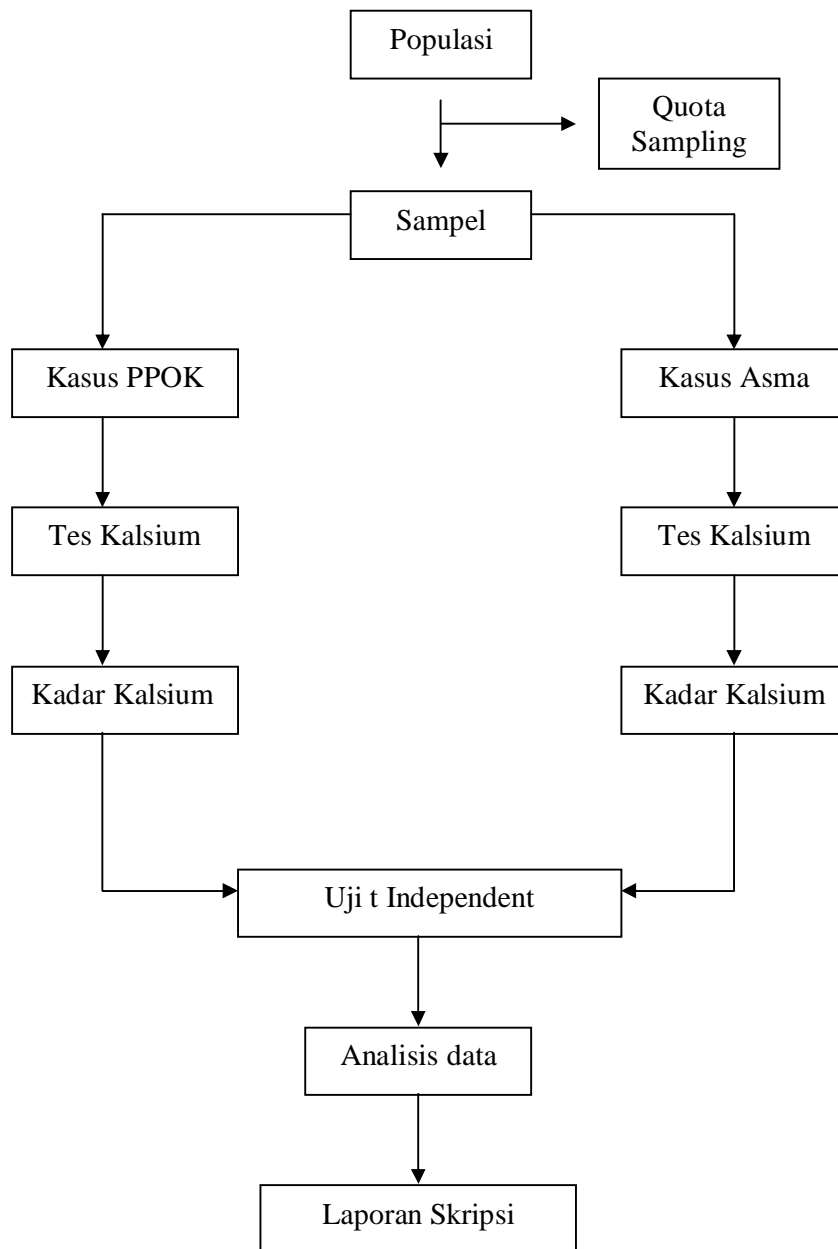 Populasi
Quota
Sampling
Sampel
Kasus PPOK
Kasus Asma
Tes Kalsium
Tes Kalsium
Kadar Kalsium
Kadar Kalsium
Uji t Independent
Analisis data
Laporan Skripsi